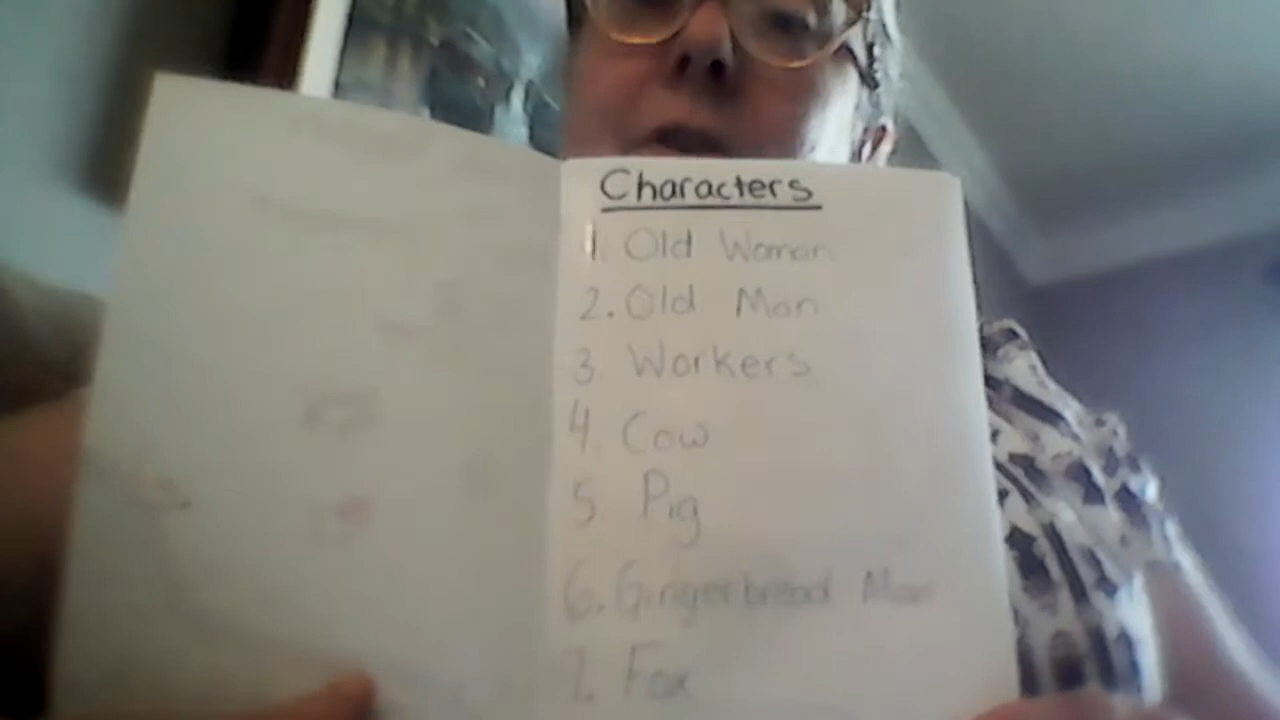 Characters
1. Old Woman
2. Old Man
3 Workers
4. Cow
5. Pig
6. Gingerbread Man
7. Fox